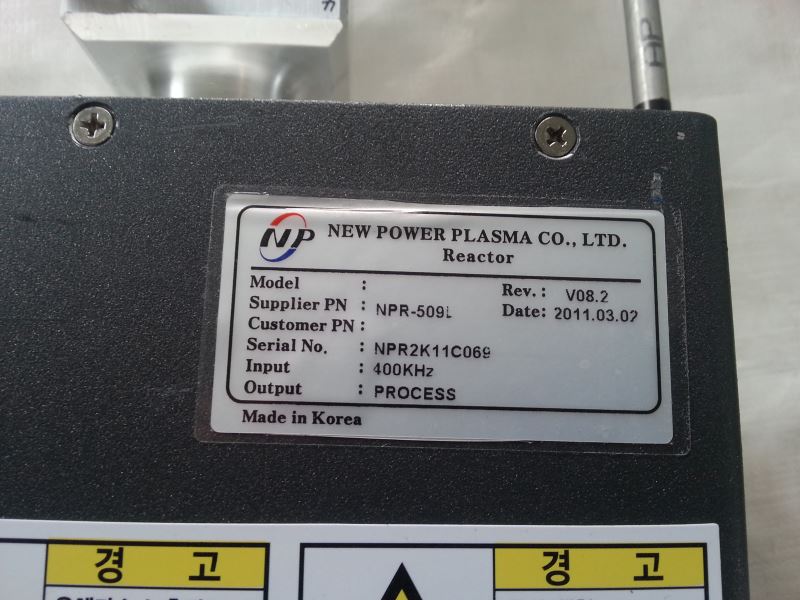 AP
NP NEW POWER PLASMA CO., LTD.
Reactor
Model :
Rev. : V08.2
Supplier PN : NPR-509L
Date: 2011.03.02
Customer PN :
Serial No. : NPR2K11C069
Input : 400KHz
Output : PROCESS
Made in Korea
경 고
경 고